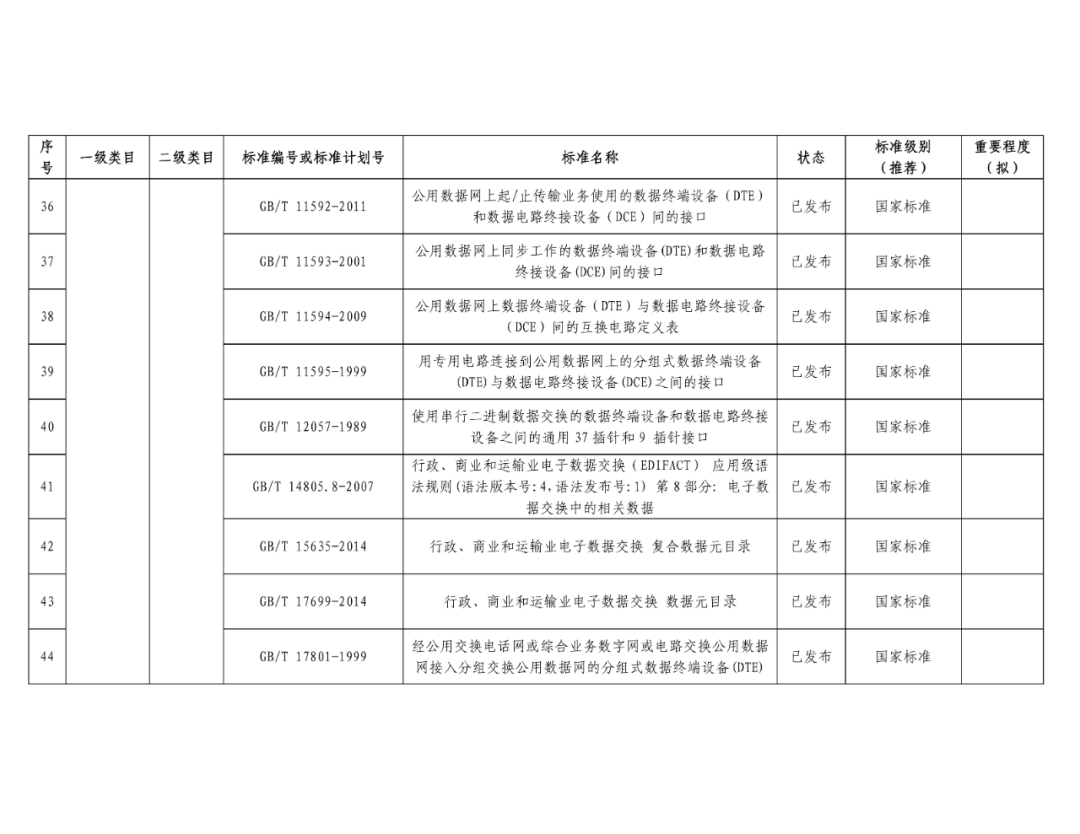 序号 一级类目 二级类目 标准编号或标准计划号 标准名称 状态 标准级别（推荐） 重要程度（拟）
36 GB/T 11592-2011 公用数据网上起/止传输业务使用的数据终端设备（DTE）
和数据电路终接设备（DCE）间的接口 已发布 国家标准
37 GB/T 11593-2001 公用数据网上同步工作的数据终端设备(DTE)和数据电路
终接设备(DCE)间的接口 已发布 国家标准
38 GB/T 11594-2009 公用数据网上数据终端设备（DTE）与数据电路终接设备
（DCE）间的互换电路定义表 已发布 国家标准
39 GB/T 11595-1999 用专用电路连接到公用数据网上的分组式数据终端设备
(DTE)与数据电路终接设备(DCE)之间的接口 已发布 国家标准
40 GB/T 12057-1989 使用串行二进制数据交换的数据终端设备和数据电路终接
设备之间的通用 37 插针和 9 插针接口 已发布 国家标准
41 GB/T 14805.8-2007 行政、商业和运输业电子数据交换（EDIFACT） 应用级语
法规则(语法版本号:4,语法发布号:1) 第 8 部分: 电子数
据交换中的相关数据 已发布 国家标准
42 GB/T 15635-2014 行政、商业和运输业电子数据交换 复合数据元目录 已发布 国家标准
43 GB/T 17699-2014 行政、商业和运输业电子数据交换 数据元目录 已发布 国家标准
44 GB/T 17801-1999 经公用交换电话网或综合业务数字网或电路交换公用数据
网接入分组交换公用数据网的分组式数据终端设备(DTE) 已发布 国家标准